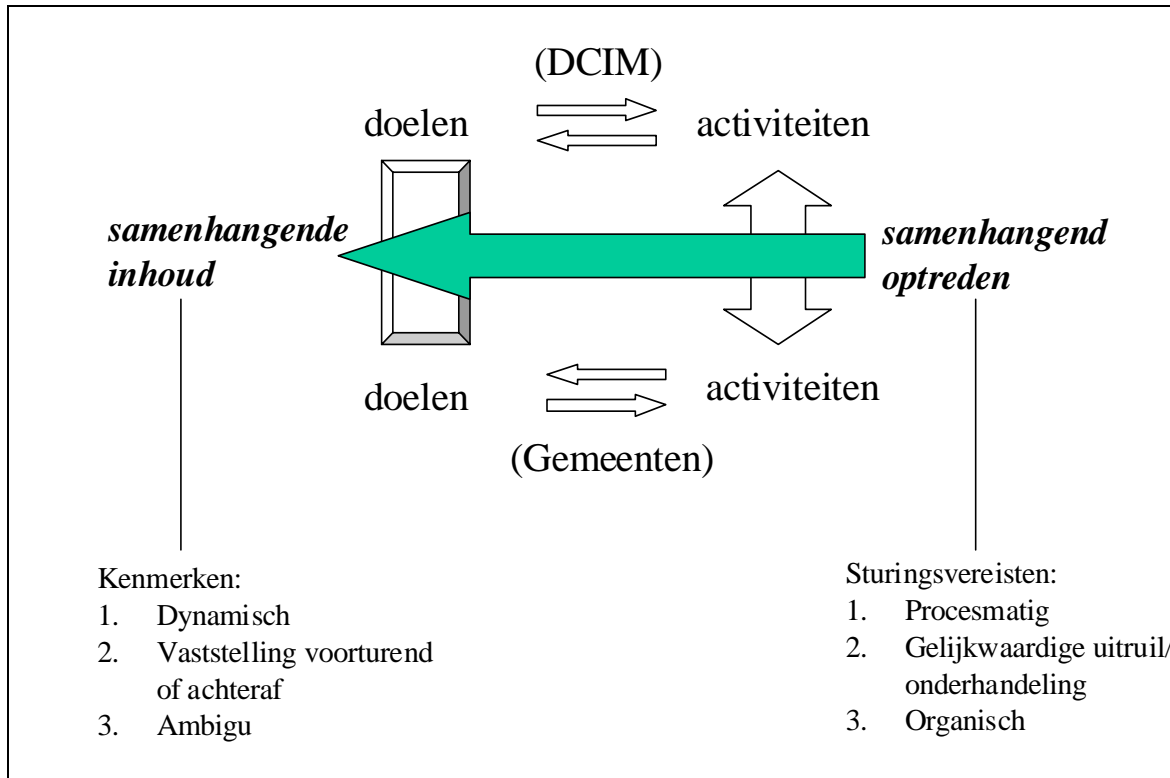 (DCIM)
doelen
activiteiten
samenhangende
inhoud
samenhangend
optreden
doelen
activiteiten
(Gemeenten)
Kenmerken:
1. Dynamisch
2. Vaststelling voorturend
of achteraf
3. Ambigu
Sturingsvereisten:
1. Procesmatig
2. Gelijkwaardige uitruil/
onderhandeling
3. Organisch